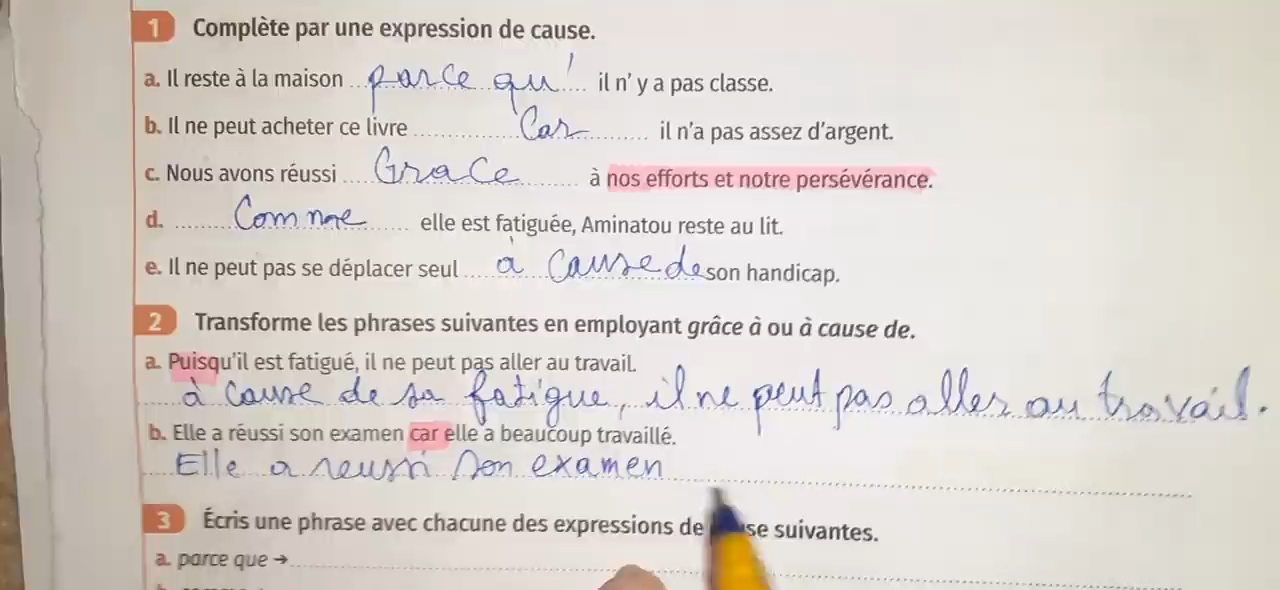 1 Complète par une expression de cause.
a. Il reste à la maison parce qu' il n' y a pas classe.
b. Il ne peut acheter ce livre Car il n'a pas assez d'argent.
c. Nous avons réussi Grace à nos efforts et notre persévérance.
d. Comme elle est fatiguée, Aminatou reste au lit.
e. Il ne peut pas se déplacer seul à cause de son handicap.
2 Transforme les phrases suivantes en employant grâce à ou à cause de.
a. Puisqu'il est fatigué, il ne peut pas aller au travail.
à cause de sa fatigue, il ne peut pas aller au travail.
b. Elle a réussi son examen car elle a beaucoup travaillé.
Elle a reussi son examen
3 Écris une phrase avec chacune des expressions de suivantes.
a. parce que →